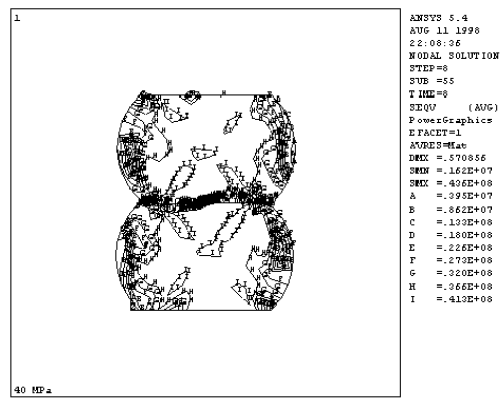 1
ANSYS 5.4
AUG 11 1998
22:08:36
NODAL SOLUTION
STEP=8
SUB =55
TIME=8
SEQV (AVG)
PowerGraphics
EFACET=1
AVRES=Mat
DMX =.570856
SMN =.162E+07
SMX =.436E+08
A =.395E+07
B =.862E+07
C =.133E+08
D =.180E+08
E =.226E+08
F =.273E+08
G =.320E+08
H =.366E+08
I =.413E+08
40 MPa